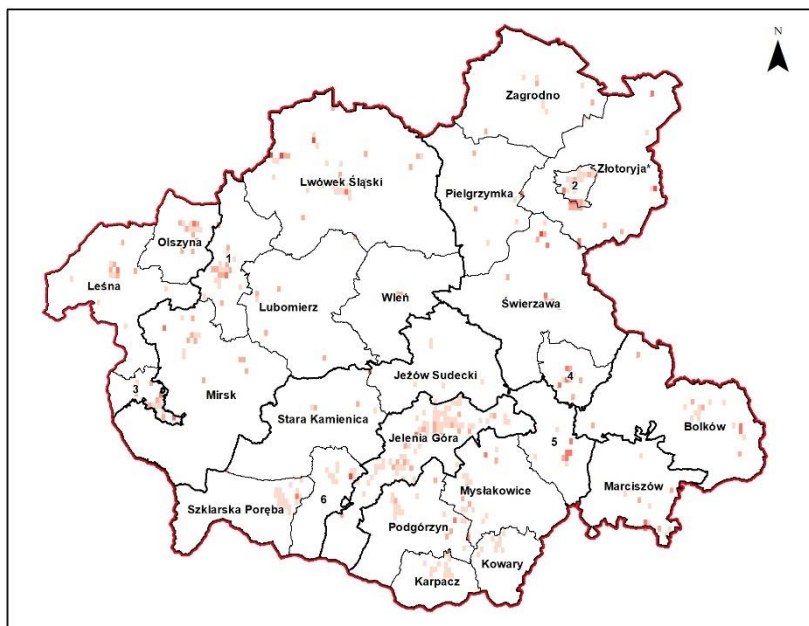 N
Zagrodno
Złotoryja*
Lwówek Śląski
Pielgrzymka
2
Olszyna
1
Leśna
Lubomierz
Wleń
Świerzawa
Jeżów Sudecki
4
3
Mirsk
Stara Kamienica
Bolków
Jelenia Góra
5
Marciszów
Mysłakowice
6
Szklarska Poręba
Podgórzyn
Kowary
Karpacz